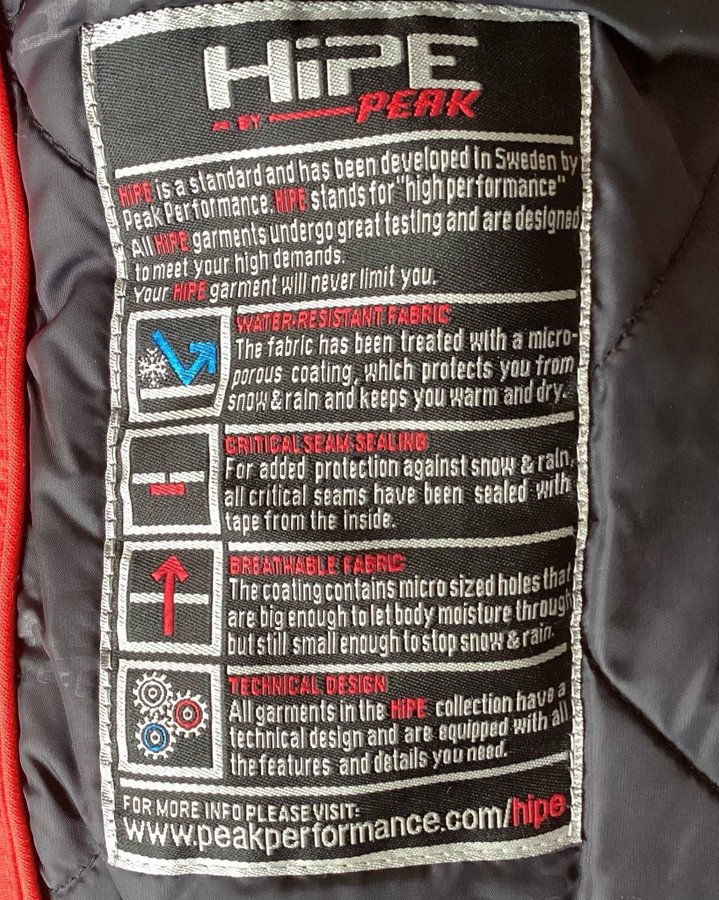 HiPE
BY PEAK
HiPE is a standard and has been developed in Sweden by
Peak Performance. HiPE stands for "high performance"
All HiPE garments undergo great testing and are designed
to meet your high demands.
Your HiPE garment will never limit you.
WATER-RESISTANT FABRIC
The fabric has been treated with a micro-
porous coating, which protects you from
snow & rain and keeps you warm and dry.
CRITICAL SEAM-SEALING
For added protection against snow & rain,
all critical seams have been sealed with
tape from the inside.
BREATHABLE FABRIC
The coating contains micro sized holes that
are big enough to let body moisture through
but still small enough to stop snow & rain.
TECHNICAL DESIGN
All garments in the HiPE collection have a
technical design and are equipped with all
the features and details you need.
FOR MORE INFO PLEASE VISIT:
www.peakperformance.com/hipe